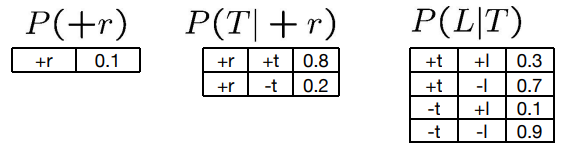 P(+r)
+r 0.1
P(T|+r)
+r +t 0.8
+r -t 0.2
P(L|T)
+t +l 0.3
+t -l 0.7
-t +l 0.1
-t -l 0.9